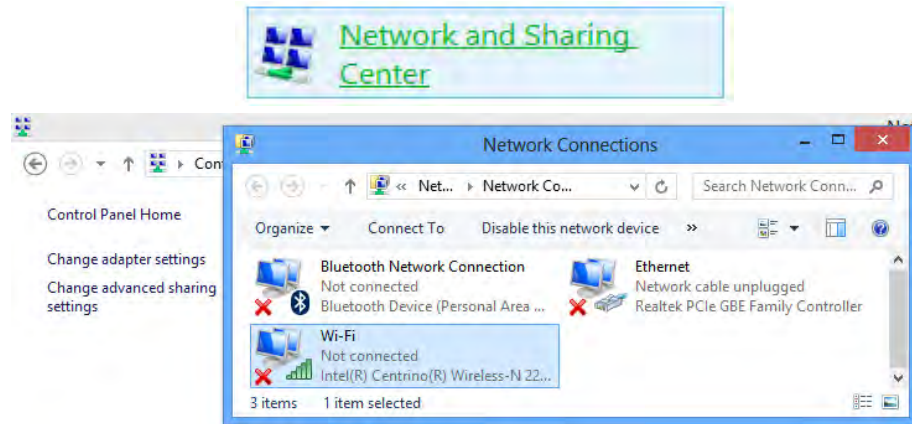 Network and Sharing
Center
Network Connections
Con
Net... Network Co...
Search Network Conn...
Control Panel Home
Organize
Connect To
Disable this network device
»
Change adapter settings
Change advanced sharing
settings
Bluetooth Network Connection
Not connected
Bluetooth Device (Personal Area ...
Ethernet
Network cable unplugged
Realtek PCIe GBE Family Controller
Wi-Fi
Not connected
Intel(R) Centrino(R) Wireless-N 22...
3 items
1 item selected